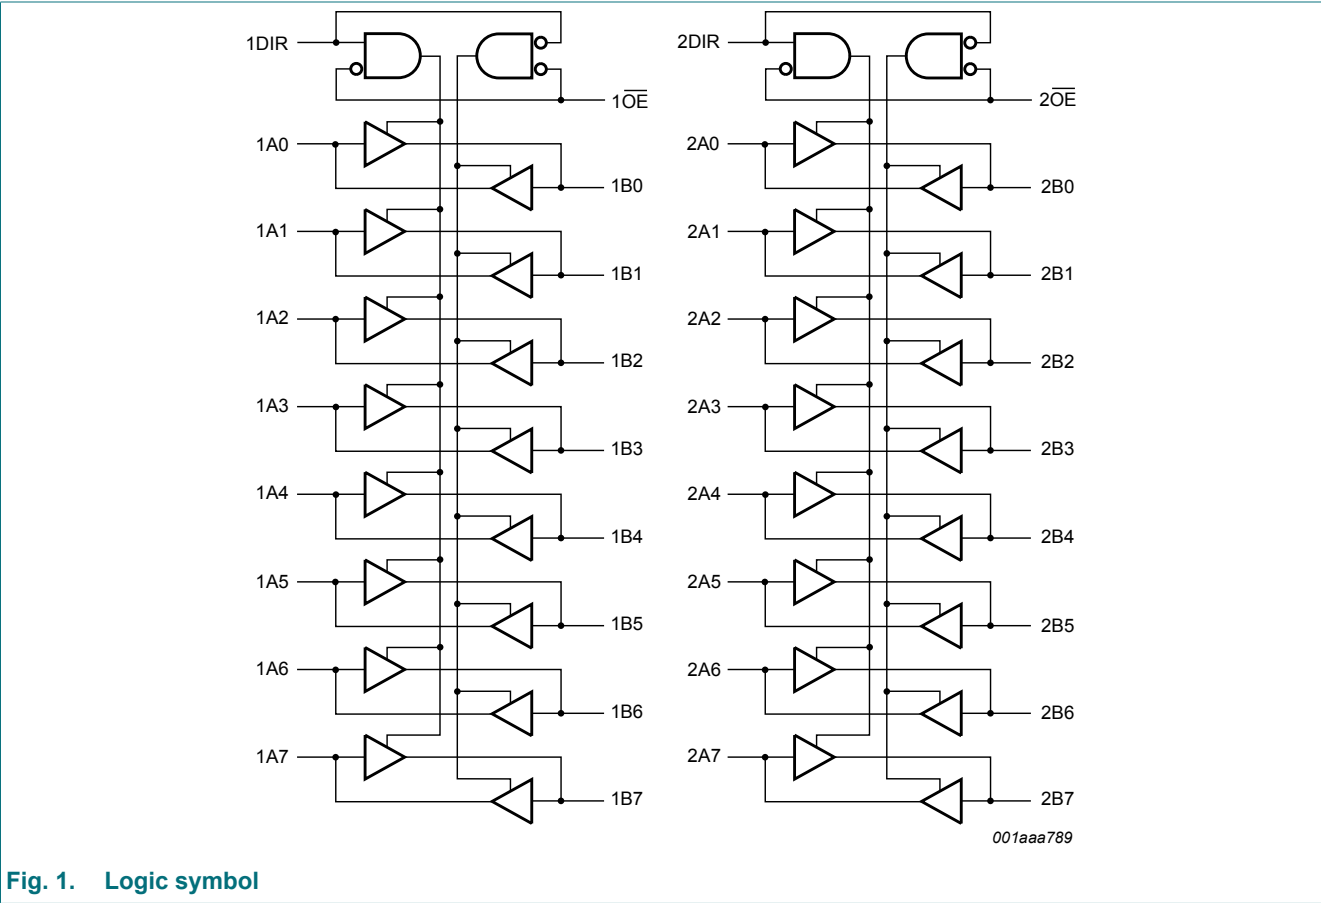 1DIR 2DIR
1O̅E̅ 2O̅E̅
1A0 2A0
1B0 2B0
1A1 2A1
1B1 2B1
1A2 2A2
1B2 2B2
1A3 2A3
1B3 2B3
1A4 2A4
1B4 2B4
1A5 2A5
1B5 2B5
1A6 2A6
1B6 2B6
1A7 2A7
1B7 2B7
001aaa789
Fig. 1. Logic symbol